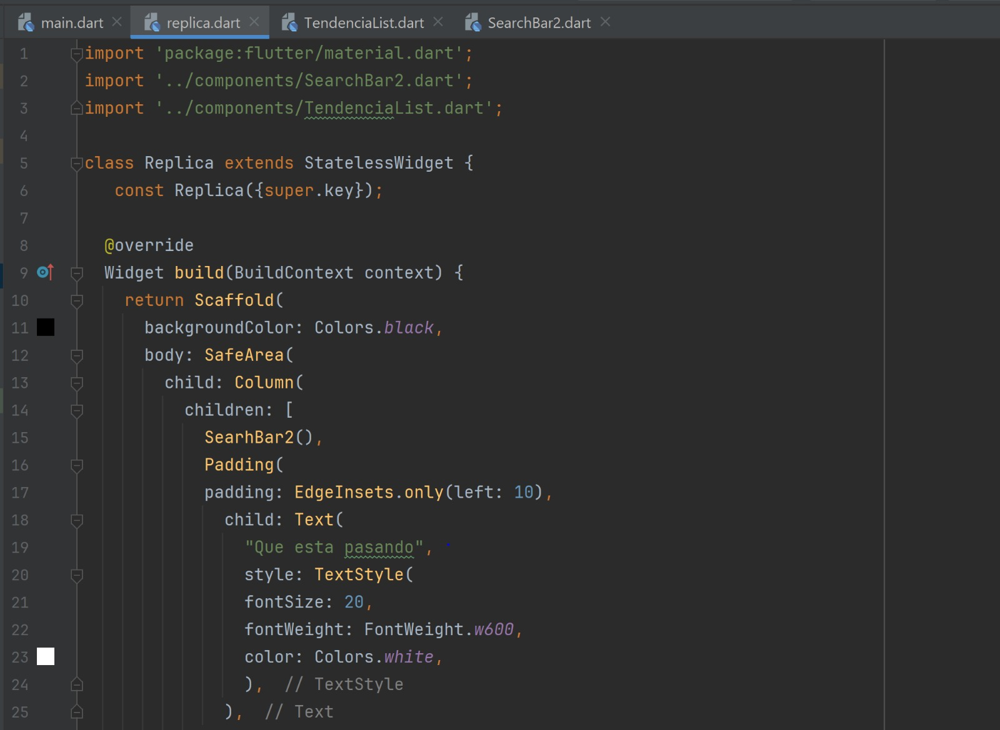 main.dart replica.dart TendenciaList.dart SearchBar2.dart
1 import 'package:flutter/material.dart';
2 import '../components/SearchBar2.dart';
3 import '../components/TendenciaList.dart';
4
5 class Replica extends StatelessWidget {
6 const Replica({super.key});
7
8 @override
9 Widget build(BuildContext context) {
10 return Scaffold(
11 backgroundColor: Colors.black,
12 body: SafeArea(
13 child: Column(
14 children: [
15 SearhBar2(),
16 Padding(
17 padding: EdgeInsets.only(left: 10),
18 child: Text(
19 "Que esta pasando",
20 style: TextStyle(
21 fontSize: 20,
22 fontWeight: FontWeight.w600,
23 color: Colors.white,
24 ), // TextStyle
25 ), // Text